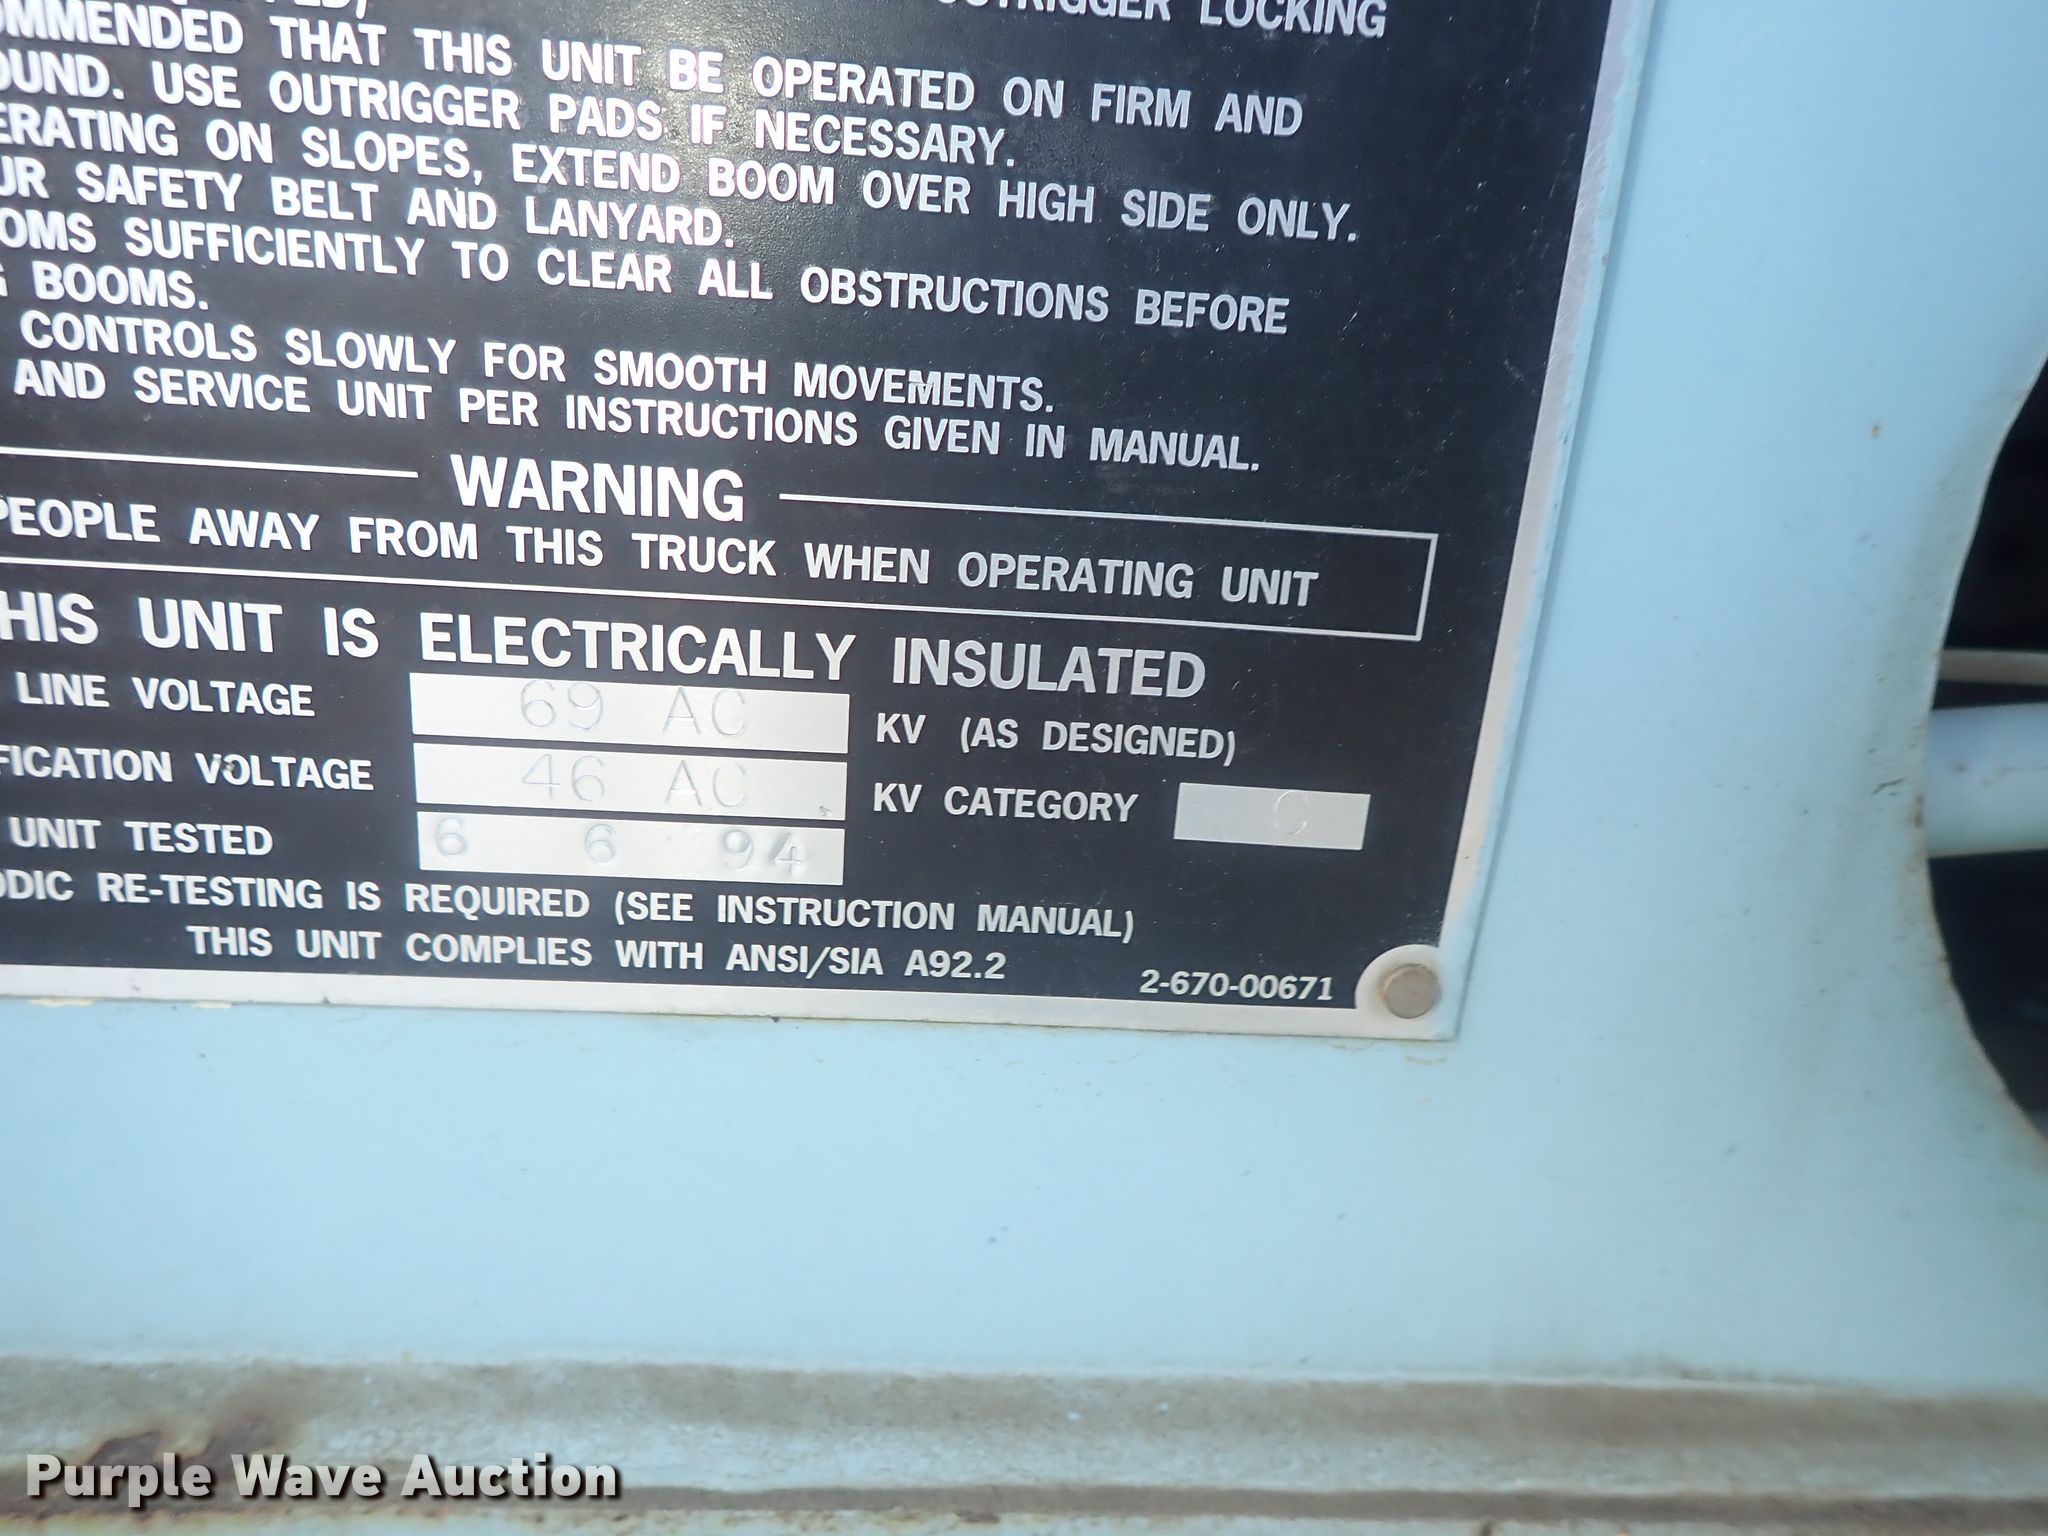 OUTRIGGER LOCKING
THAT THIS UNIT BE OPERATED ON FIRM AND
USE OUTRIGGER PADS IF NECESSARY.
ON SLOPES, EXTEND BOOM OVER HIGH SIDE ONLY.
SAFETY BELT AND LANYARD.
SUFFICIENTLY TO CLEAR ALL OBSTRUCTIONS BEFORE
BOOMS.
CONTROLS SLOWLY FOR SMOOTH MOVEMENTS.
AND SERVICE UNIT PER INSTRUCTIONS GIVEN IN MANUAL.
WARNING
PEOPLE AWAY FROM THIS TRUCK WHEN OPERATING UNIT
HIS UNIT IS ELECTRICALLY INSULATED
LINE VOLTAGE 69 AC KV (AS DESIGNED)
FICATION VOLTAGE 46 AC KV CATEGORY C
UNIT TESTED 6 6 94
ODIC RE-TESTING IS REQUIRED (SEE INSTRUCTION MANUAL)
THIS UNIT COMPLIES WITH ANSI/SIA A92.2
2-670-00671
Purple Wave Auction